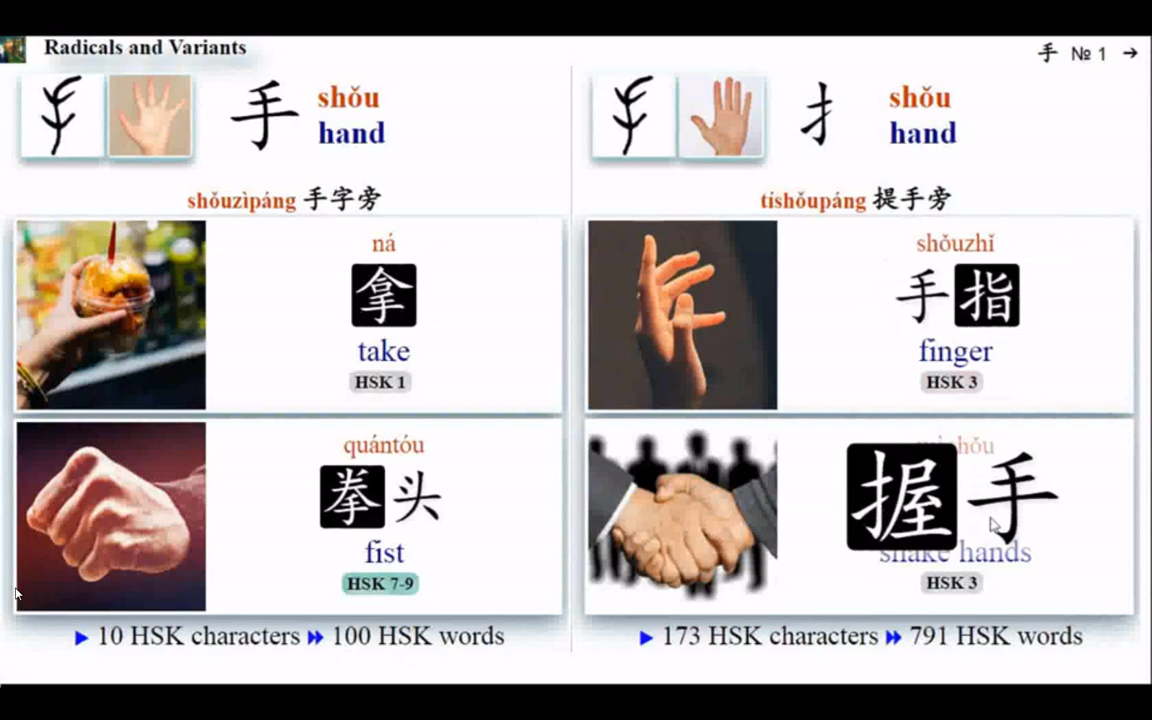 Radicals and Variants
手 № 1 →
手 shǒu
hand
shǒuzìpáng 手字旁
ná
拿
take
HSK 1
quántóu
拳头
fist
HSK 7-9
▶ 10 HSK characters ▶▶ 100 HSK words
扌 shǒu
hand
tíshǒupáng 提手旁
shǒuzhǐ
手指
finger
HSK 3
握手
shake hands
HSK 3
▶ 173 HSK characters ▶▶ 791 HSK words